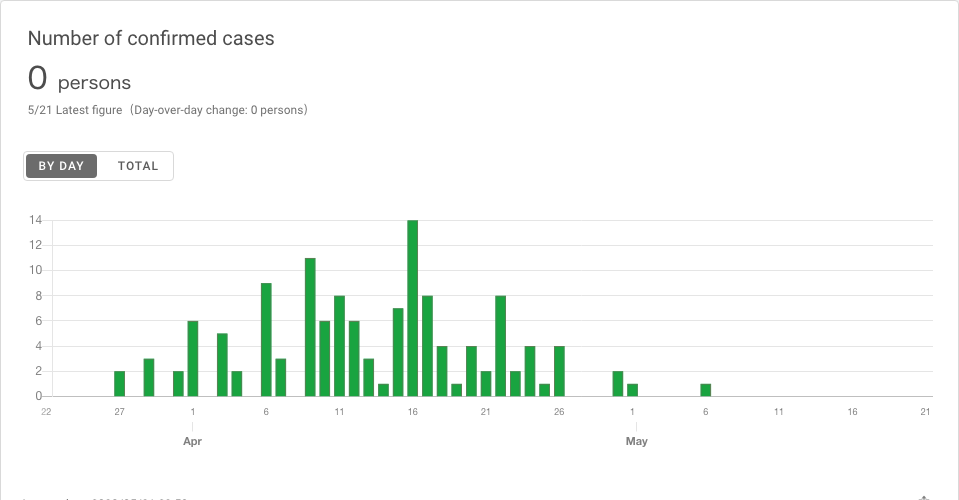 Number of confirmed cases
0 persons
5/21 Latest figure (Day-over-day change: 0 persons)
BY DAY TOTAL
14
12
10
8
6
4
2
0
22 27 1 6 11 16 21 26 1 6 11 16 21
Apr May